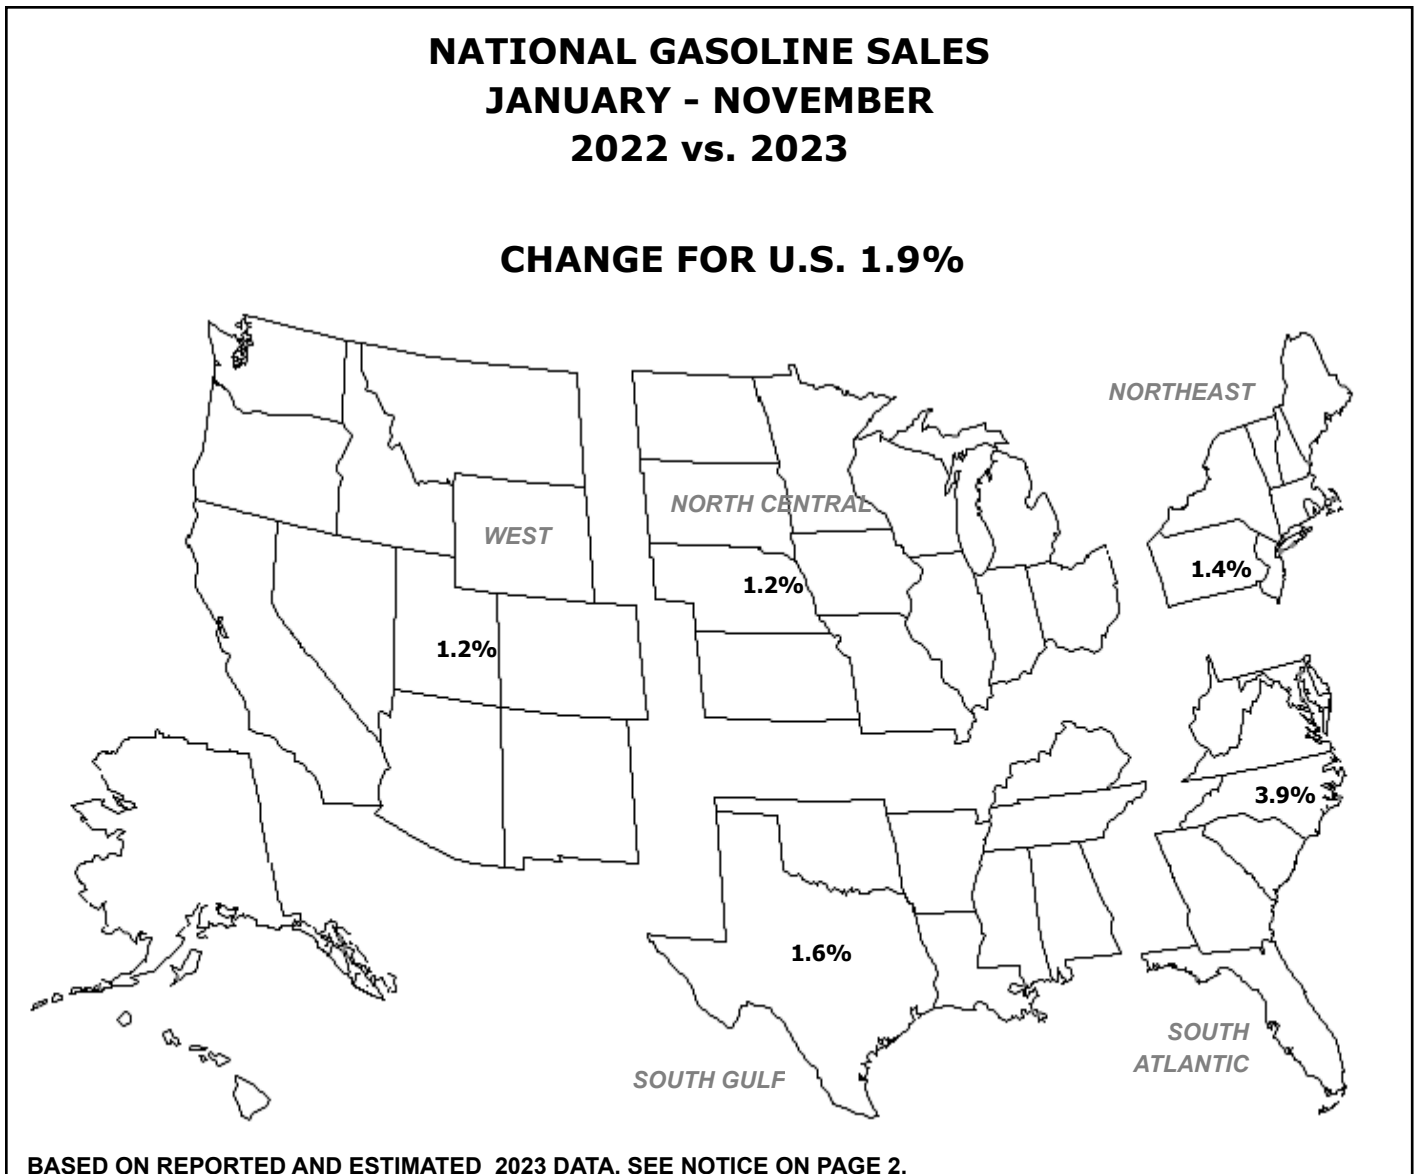 NATIONAL GASOLINE SALES
JANUARY - NOVEMBER
2022 vs. 2023
CHANGE FOR U.S. 1.9%
NORTHEAST
NORTH CENTRAL
WEST
1.4%
1.2%
1.2%
3.9%
1.6%
SOUTH
ATLANTIC
SOUTH GULF
BASED ON REPORTED AND ESTIMATED  2023 DATA. SEE NOTICE ON PAGE 2.